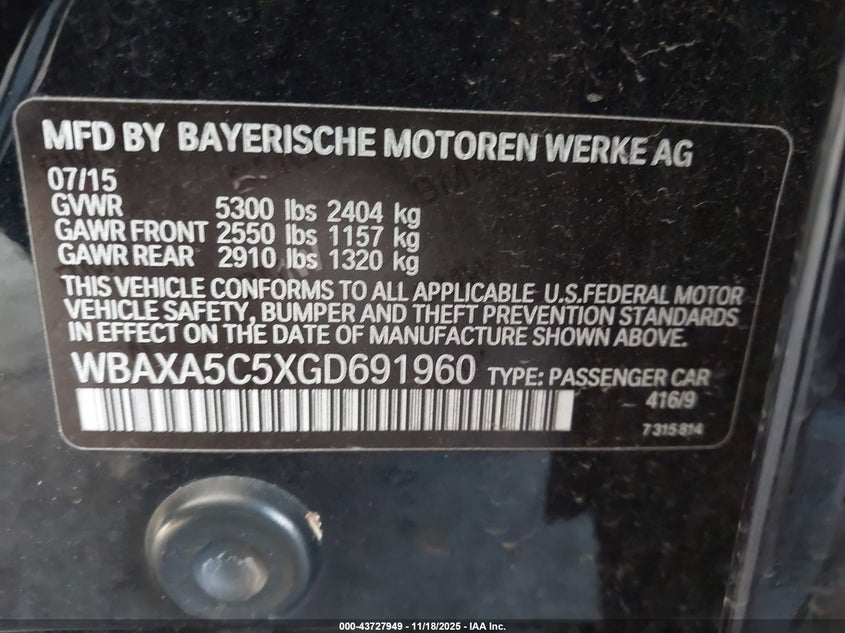 MFD BY BAYERISCHE MOTOREN WERKE AG
07/15
GVWR 5300 lbs 2404 kg
GAWR FRONT 2550 lbs 1157 kg
GAWR REAR 2910 lbs 1320 kg
THIS VEHICLE CONFORMS TO ALL APPLICABLE U.S.FEDERAL MOTOR
VEHICLE SAFETY, BUMPER AND THEFT PREVENTION STANDARDS
IN EFFECT ON THE DATE OF MANUFACTURE SHOWN ABOVE.
WBAXA5C5XGD691960 TYPE: PASSENGER CAR
416/9
7 315 814
000-43727949 - 11/18/2025 - IAA Inc.